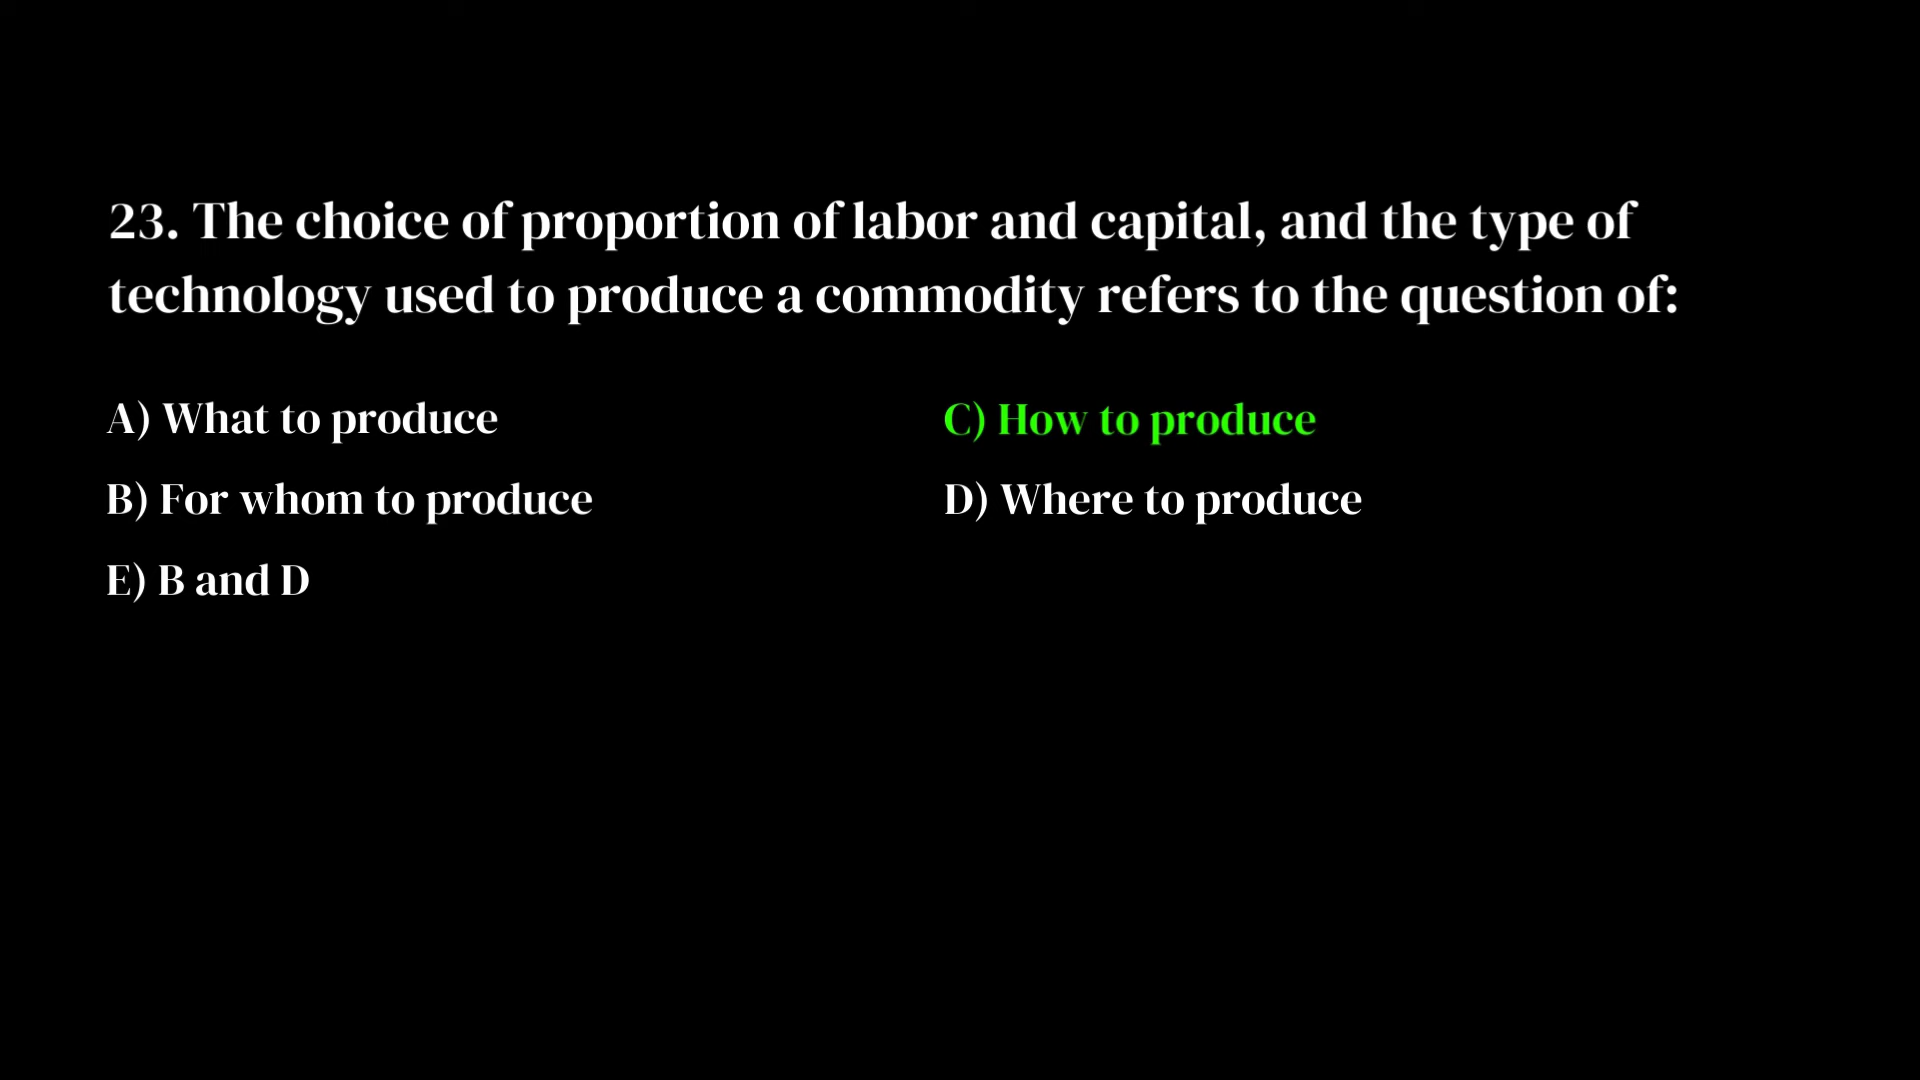 23. The choice of proportion of labor and capital, and the type of
technology used to produce a commodity refers to the question of:
A) What to produce
C) How to produce
B) For whom to produce
D) Where to produce
E) B and D